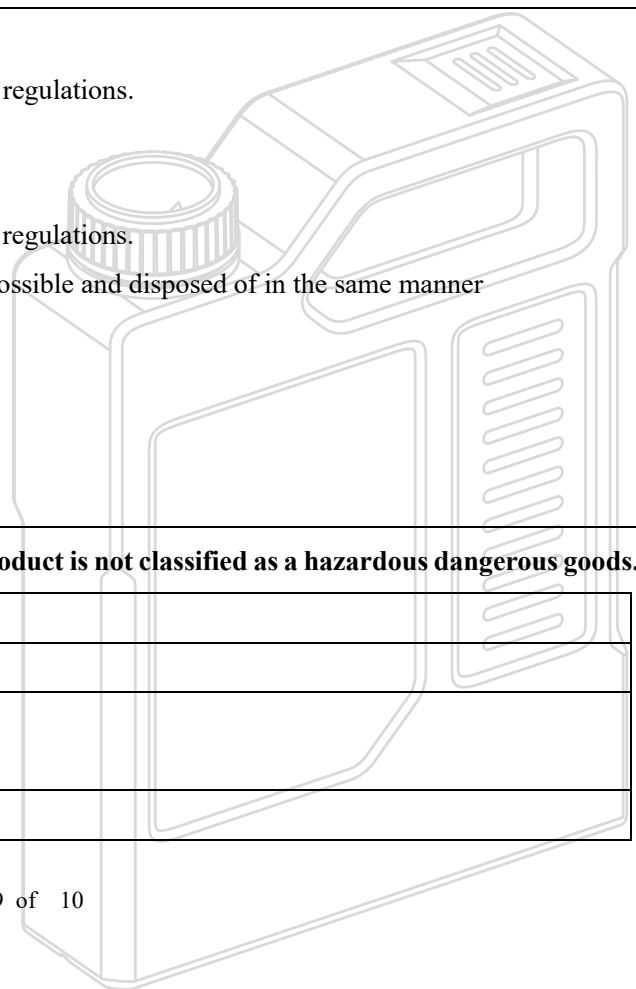 regulations.
regulations.
ossible and disposed of in the same manner
oduct is not classified as a hazardous dangerous goods.
of 10